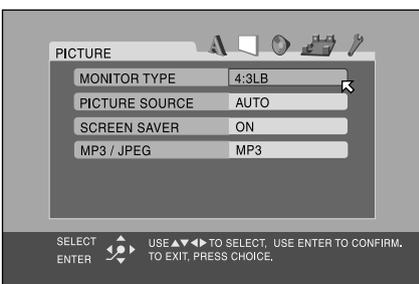 PICTURE
MONITOR TYPE 4:3LB
PICTURE SOURCE AUTO
SCREEN SAVER ON
MP3 / JPEG MP3
SELECT
ENTER
USE▲▼◀▶TO SELECT, USE ENTER TO CONFIRM.
TO EXIT, PRESS CHOICE.